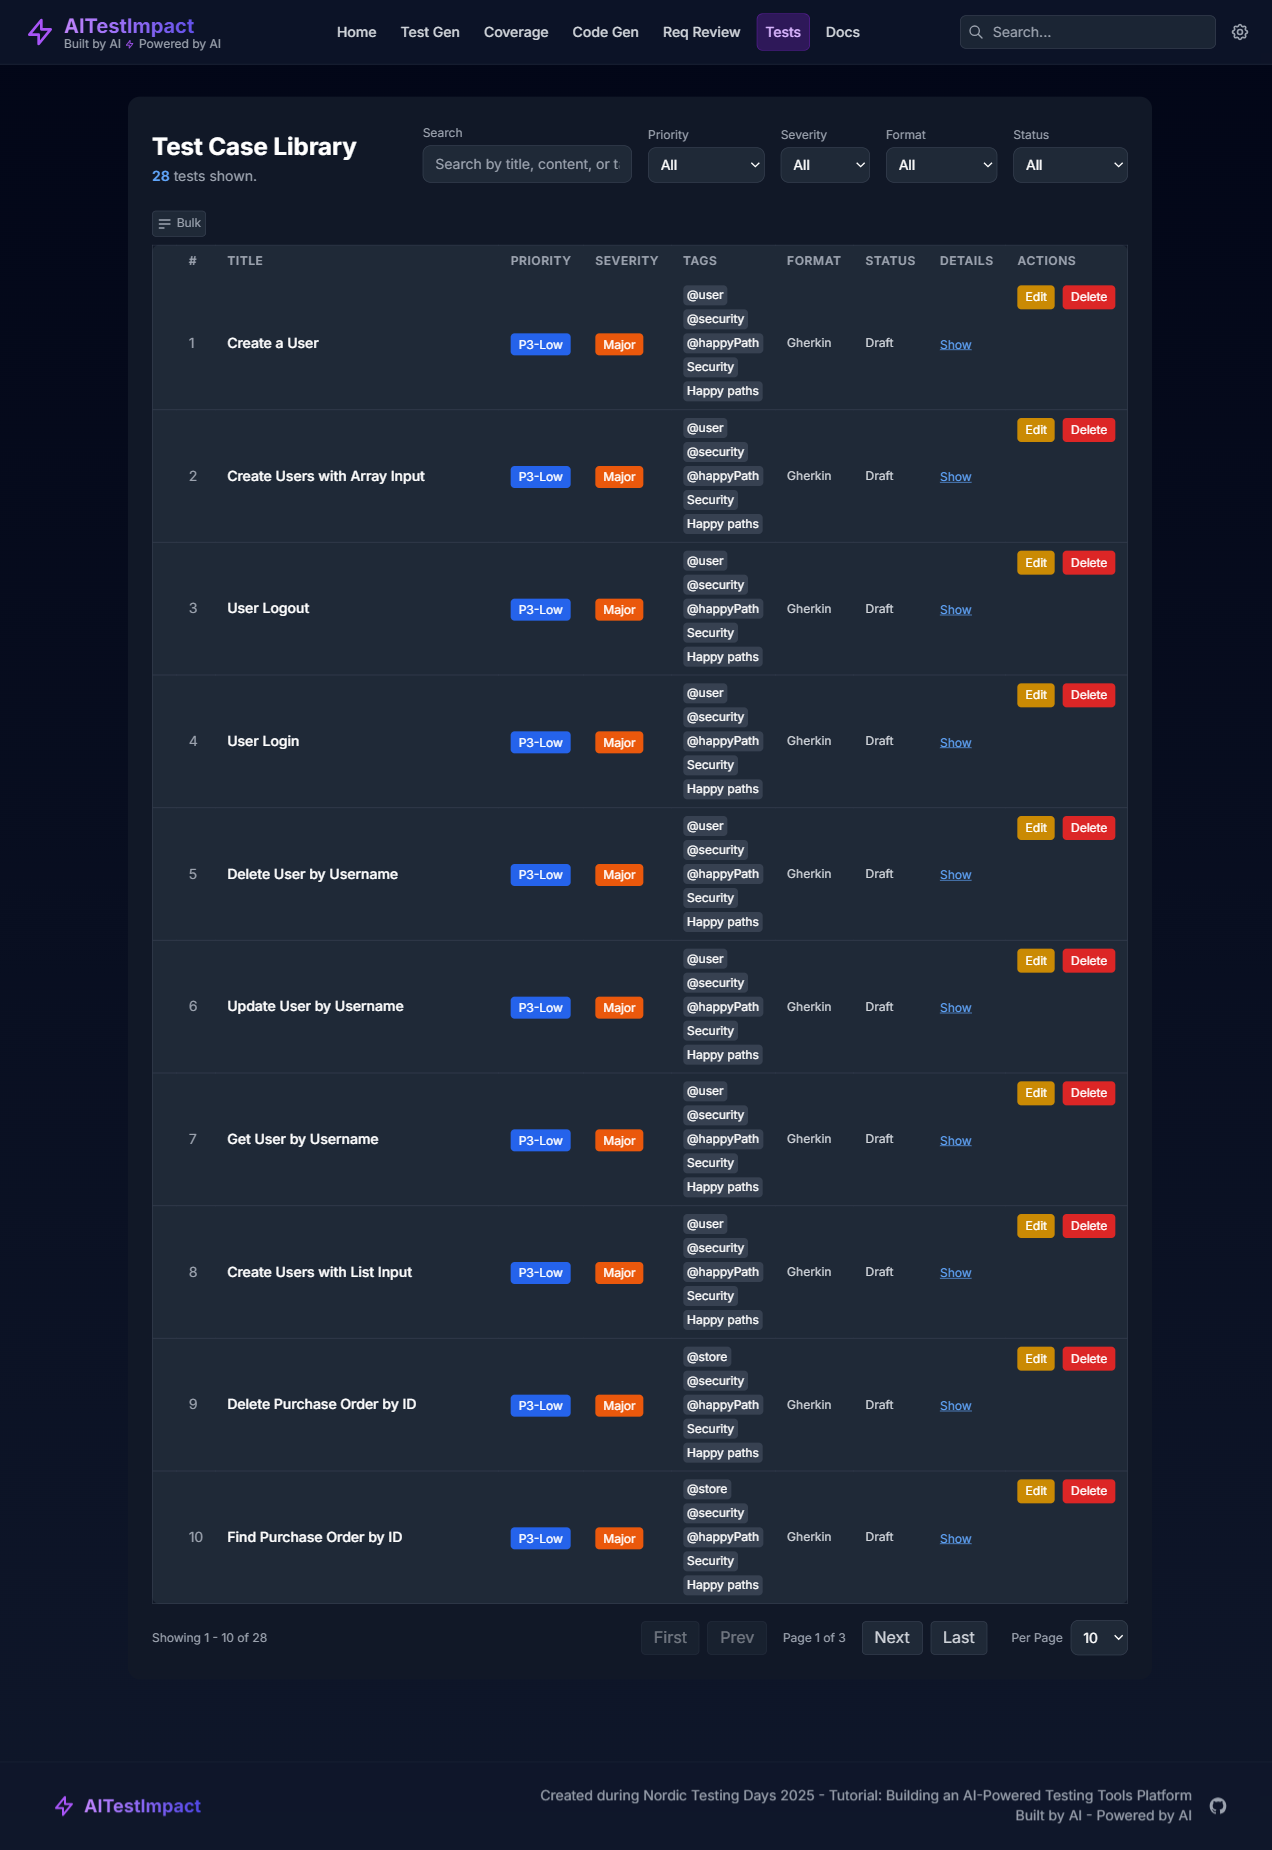 AITestImpact
Built by AI Powered by AI
Home Test Gen Coverage Code Gen Req Review Tests Docs
Search...
Test Case Library
28 tests shown.
Search
Search by title, content, or t
Priority
All
Severity
All
Format
All
Status
All
Bulk
# TITLE PRIORITY SEVERITY TAGS FORMAT STATUS DETAILS ACTIONS
1 Create a User P3-Low Major @user @security @happyPath Security Happy paths Gherkin Draft Show Edit Delete
2 Create Users with Array Input P3-Low Major @user @security @happyPath Security Happy paths Gherkin Draft Show Edit Delete
3 User Logout P3-Low Major @user @security @happyPath Security Happy paths Gherkin Draft Show Edit Delete
4 User Login P3-Low Major @user @security @happyPath Security Happy paths Gherkin Draft Show Edit Delete
5 Delete User by Username P3-Low Major @user @security @happyPath Security Happy paths Gherkin Draft Show Edit Delete
6 Update User by Username P3-Low Major @user @security @happyPath Security Happy paths Gherkin Draft Show Edit Delete
7 Get User by Username P3-Low Major @user @security @happyPath Security Happy paths Gherkin Draft Show Edit Delete
8 Create Users with List Input P3-Low Major @user @security @happyPath Security Happy paths Gherkin Draft Show Edit Delete
9 Delete Purchase Order by ID P3-Low Major @store @security @happyPath Security Happy paths Gherkin Draft Show Edit Delete
10 Find Purchase Order by ID P3-Low Major @store @security @happyPath Security Happy paths Gherkin Draft Show Edit Delete
Showing 1 - 10 of 28
First Prev Page 1 of 3 Next Last Per Page 10
AITestImpact
Created during Nordic Testing Days 2025 - Tutorial: Building an AI-Powered Testing Tools Platform
Built by AI - Powered by AI